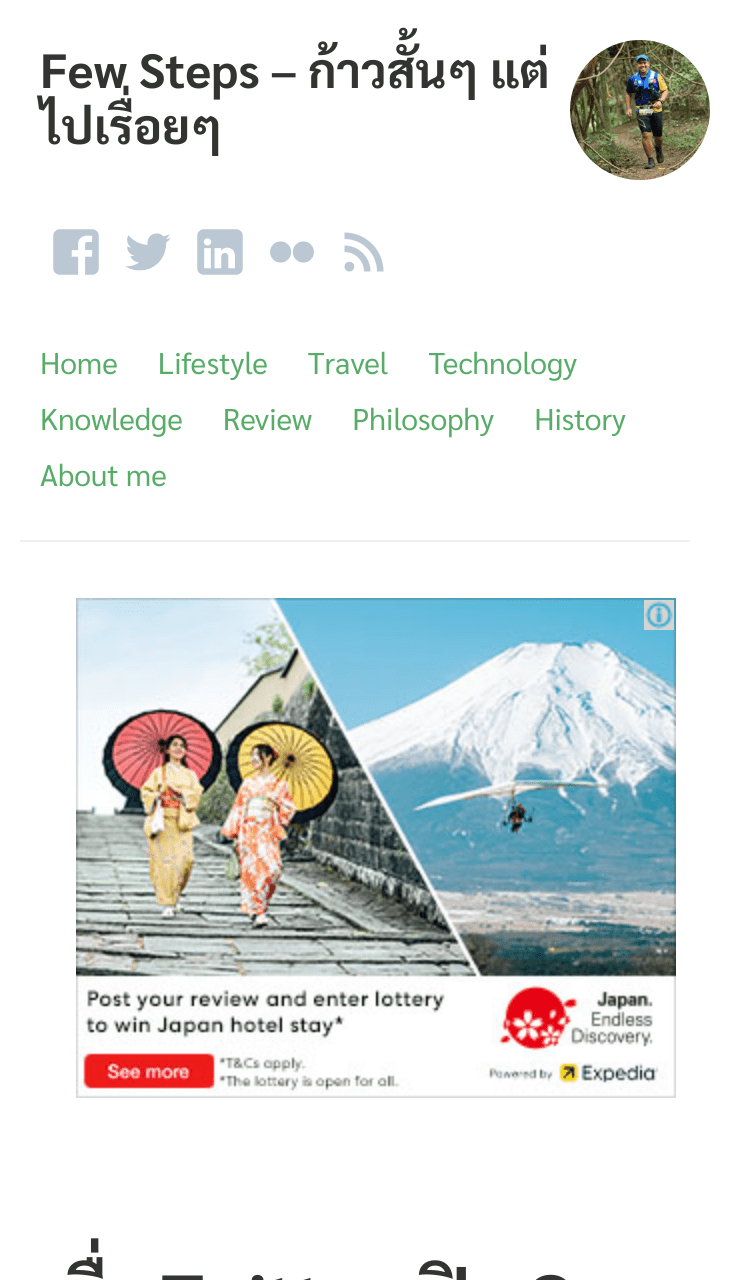 Few Steps – ก้าวสั้นๆ แต่
ไปเรื่อยๆ
Home Lifestyle Travel Technology
Knowledge Review Philosophy History
About me
Post your review and enter lottery
to win Japan hotel stay*
See more
*T&Cs apply.
*The lottery is open for all.
Japan.
Endless
Discovery.
Powered by Expedia